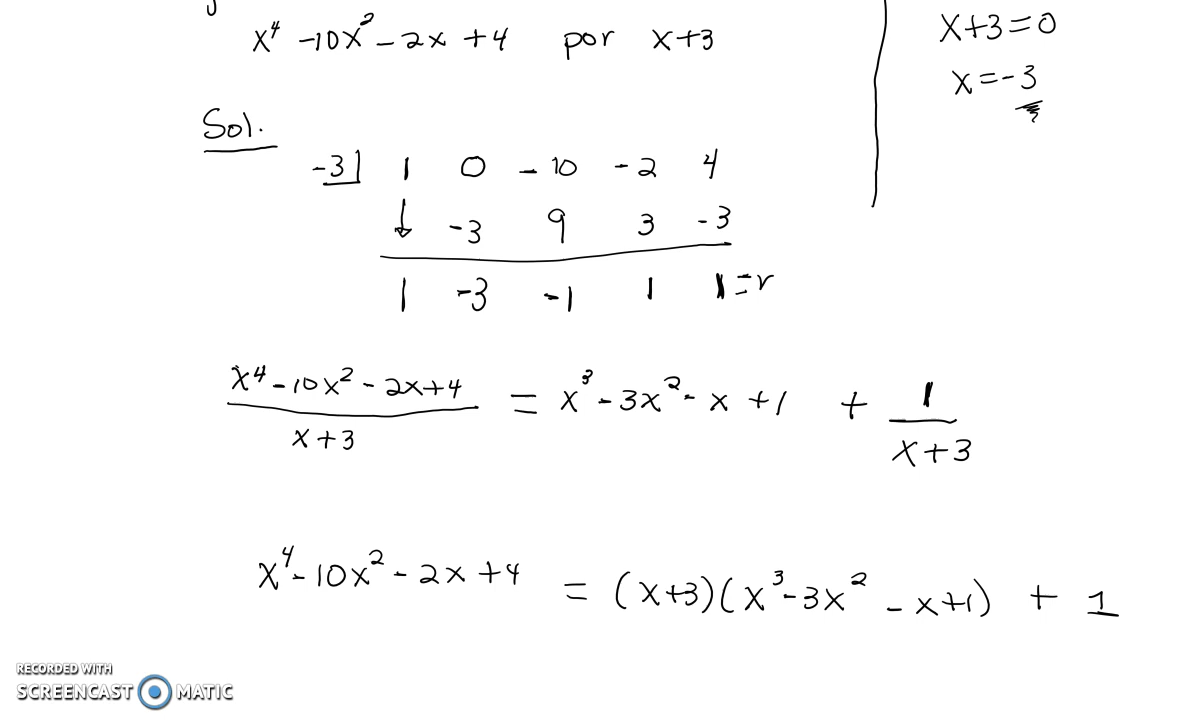 x⁴ -10x² - 2x + 4 por x+3
x+3=0
x=-3
Sol.
-3] 1 0 -10 -2 4
↓ -3 9 3 -3
1 -3 -1 1 1=r
x⁴-10x²-2x+4
x+3
= x³-3x²-x+1 + 1
x+3
x⁴-10x²-2x+4 = (x+3)(x³-3x²-x+1) + 1
RECORDED WITH
SCREENCAST MATIC